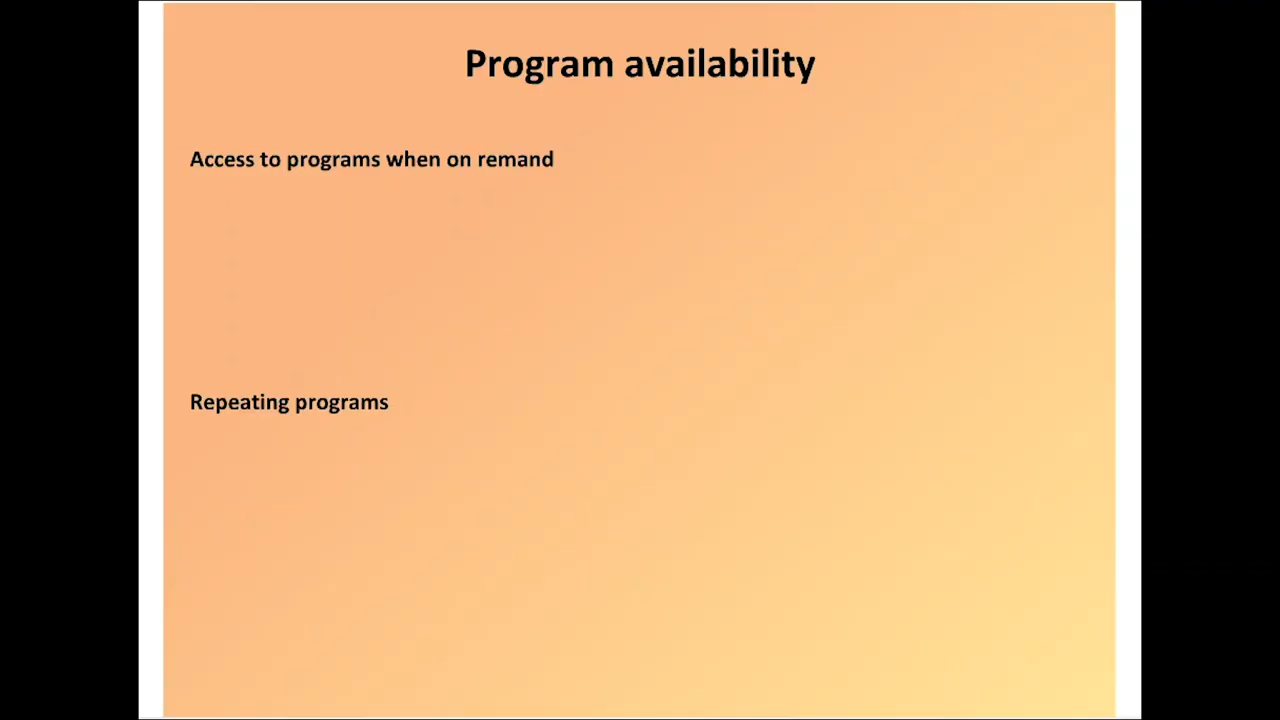 Program availability
Access to programs when on remand
Repeating programs